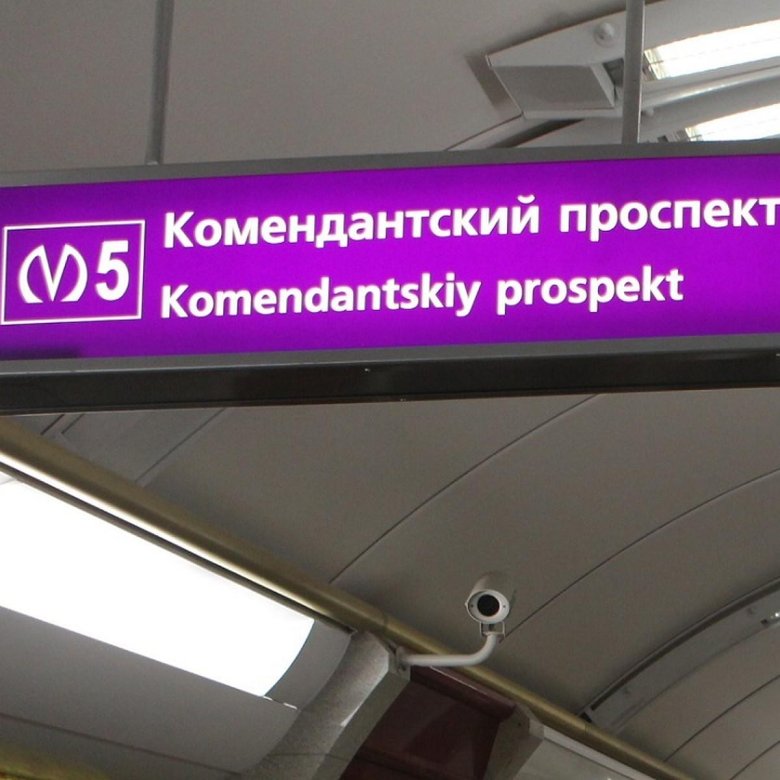 M 5 Комендантский проспект
Komendantskiy prospekt